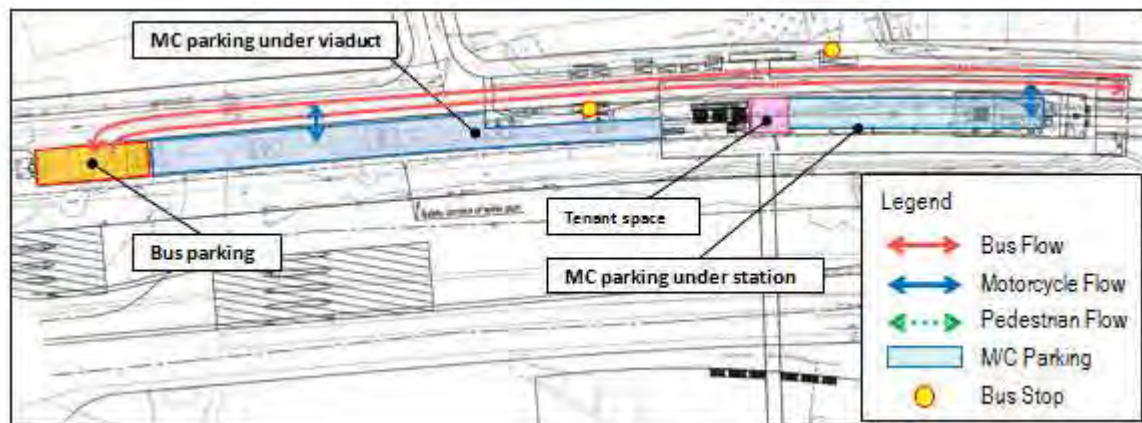 MC parking under viaduct
Bus parking
Tenant space
MC parking under station
Legend
Bus Flow
Motorcycle Flow
Pedestrian Flow
M/C Parking
Bus Stop